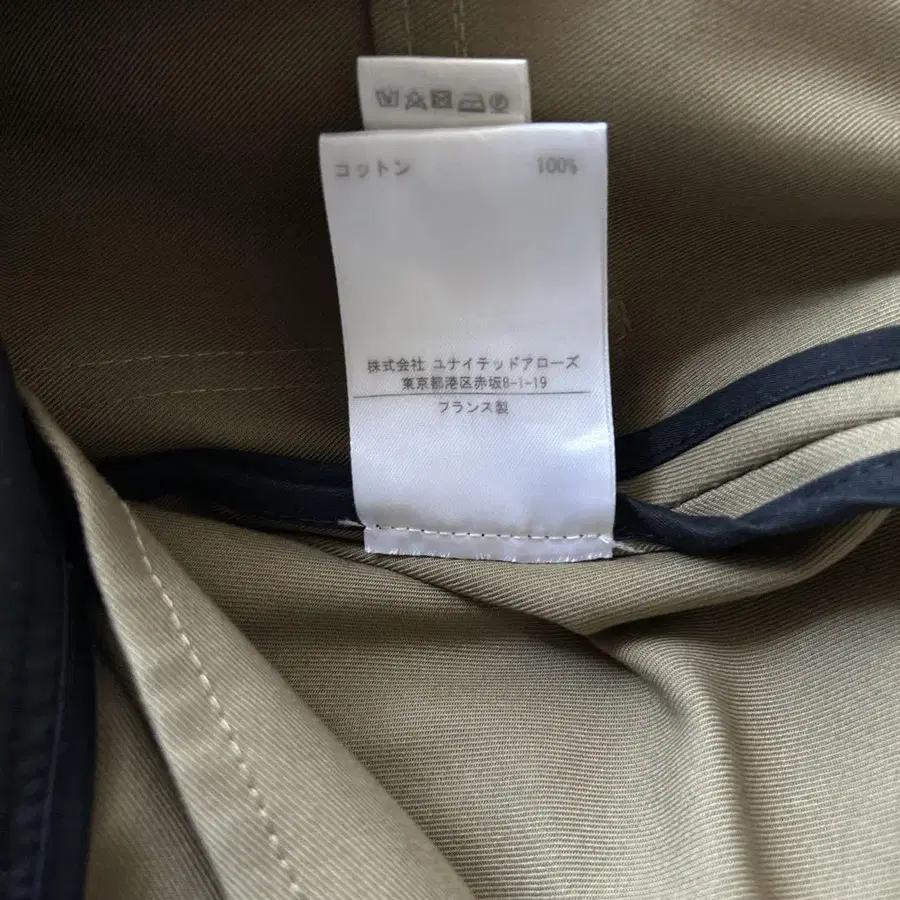 コットン 100%
株式会社 ユナイテッドアローズ
東京都港区赤坂8-1-19
フランス製